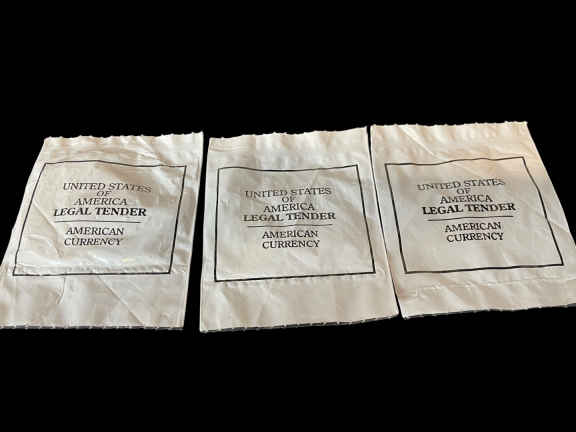 UNITED STATES
OF
AMERICA
LEGAL TENDER
AMERICAN
CURRENCY
UNITED STATES
OF
AMERICA
LEGAL TENDER
AMERICAN
CURRENCY
UNITED STATES
OF
AMERICA
LEGAL TENDER
AMERICAN
CURRENCY